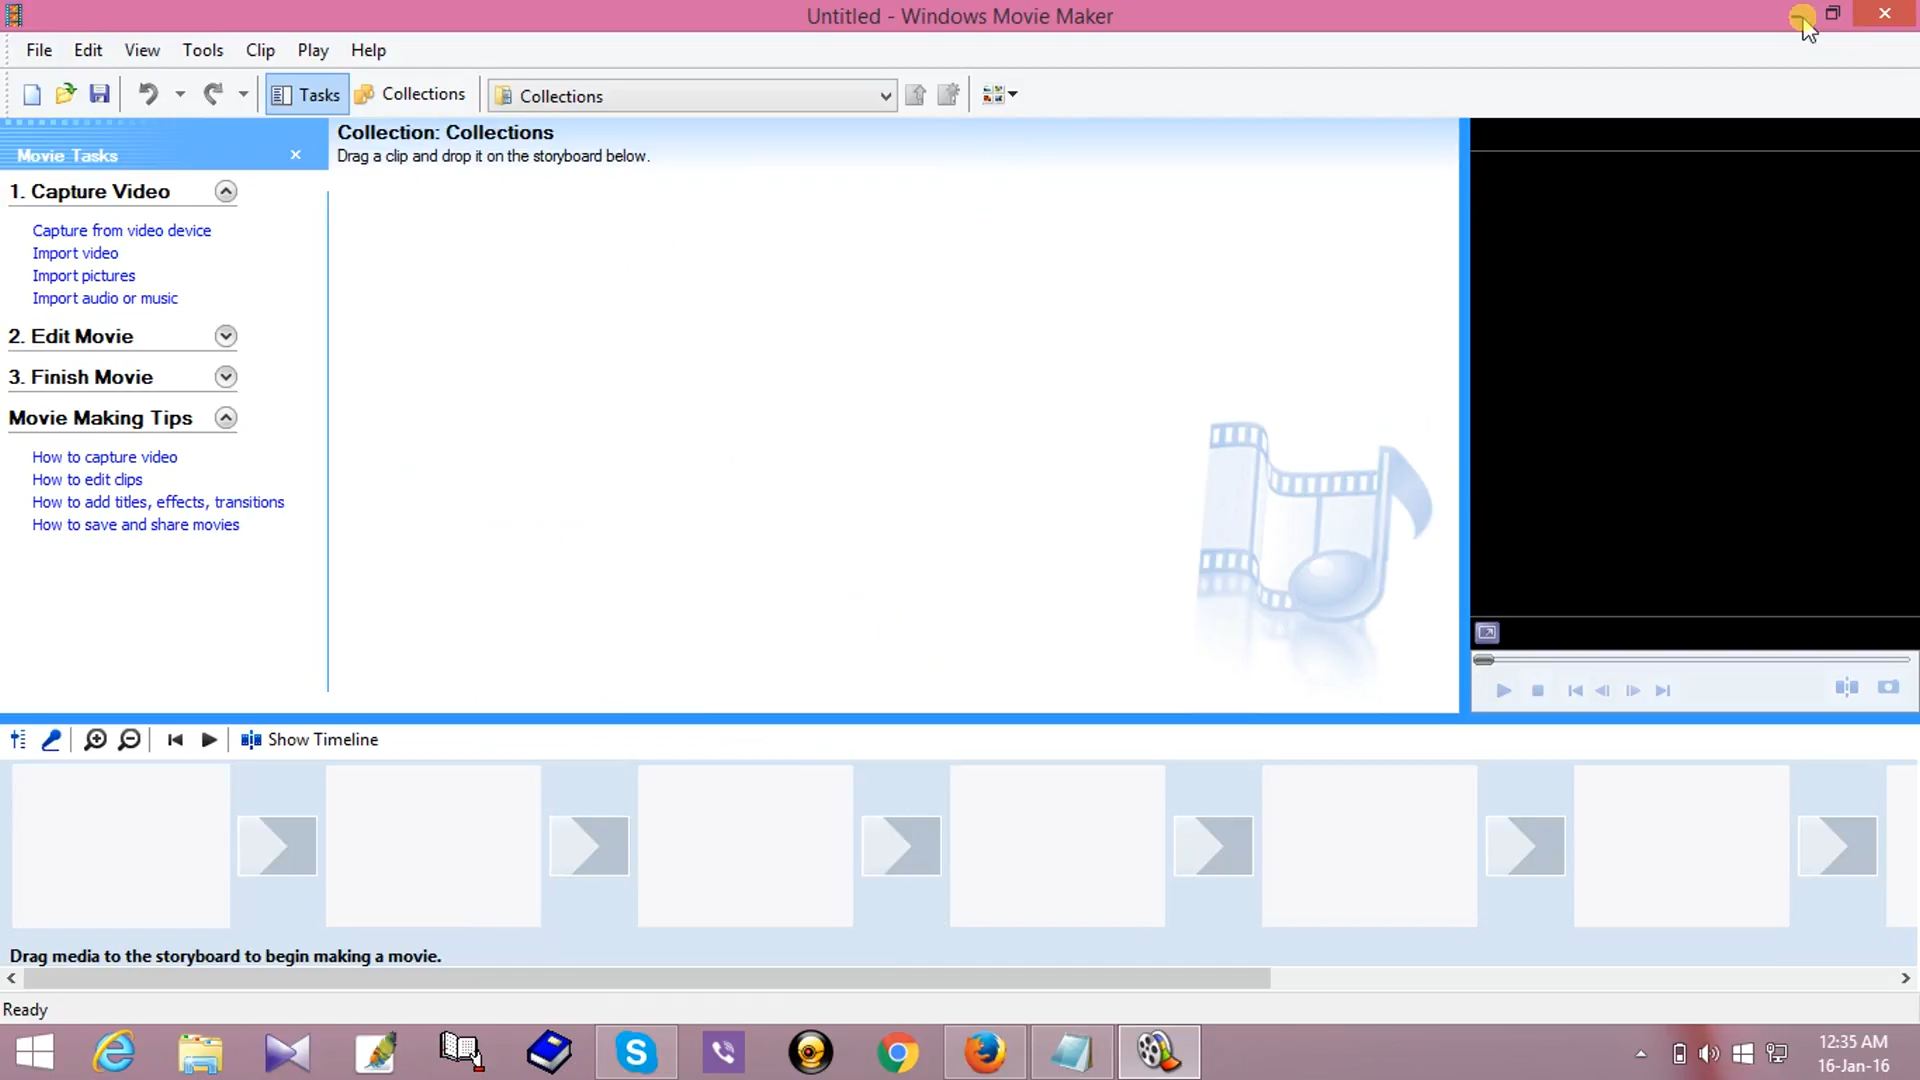 Untitled - Windows Movie Maker
File Edit View Tools Clip Play Help
Tasks Collections Collections
Movie Tasks
Collection: Collections
Drag a clip and drop it on the storyboard below.
1. Capture Video
Capture from video device
Import video
Import pictures
Import audio or music
2. Edit Movie
3. Finish Movie
Movie Making Tips
How to capture video
How to edit clips
How to add titles, effects, transitions
How to save and share movies
Show Timeline
Drag media to the storyboard to begin making a movie.
Ready
12:35 AM
16-Jan-16